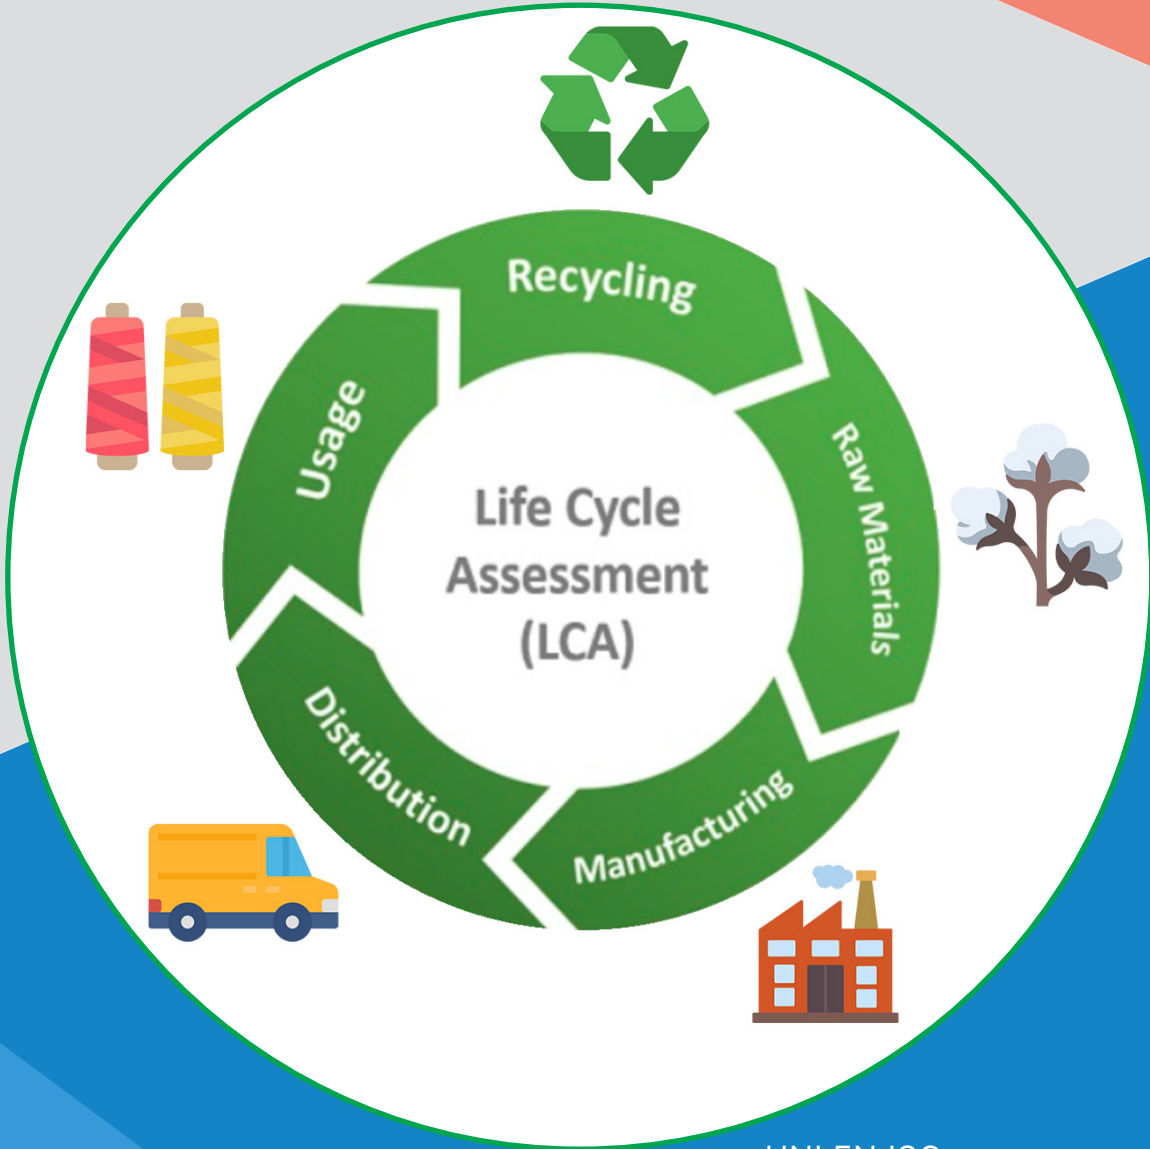 Recycling
Raw Materials
Manufacturing
Distribution
Usage
Life Cycle
Assessment
(LCA)